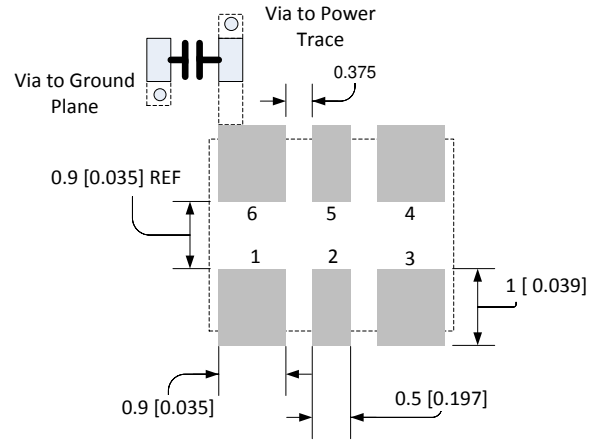 Via to Power
Trace
Via to Ground
Plane
0.375
0.9 [0.035] REF
6 5 4
1 2 3
1 [ 0.039]
0.9 [0.035]
0.5 [0.197]